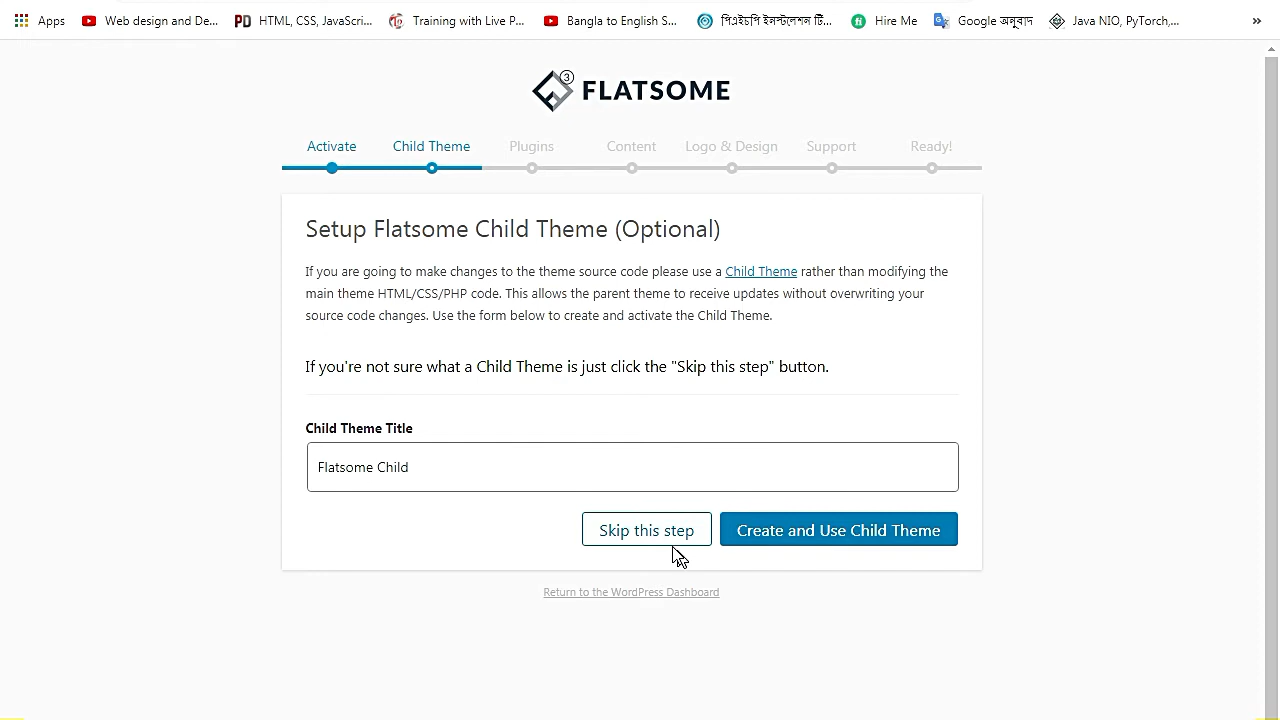 Apps Web design and De... HTML, CSS, JavaScri... Training with Live P... Bangla to English S... পিএইচপি ইনস্টলেশন টি... Hire Me Google অনুবাদ Java NIO, PyTorch,... »
3 FLATSOME
Activate Child Theme Plugins Content Logo & Design Support Ready!
Setup Flatsome Child Theme (Optional)
If you are going to make changes to the theme source code please use a Child Theme rather than modifying the
main theme HTML/CSS/PHP code. This allows the parent theme to receive updates without overwriting your
source code changes. Use the form below to create and activate the Child Theme.
If you're not sure what a Child Theme is just click the "Skip this step" button.
Child Theme Title
Flatsome Child
Skip this step Create and Use Child Theme
Return to the WordPress Dashboard